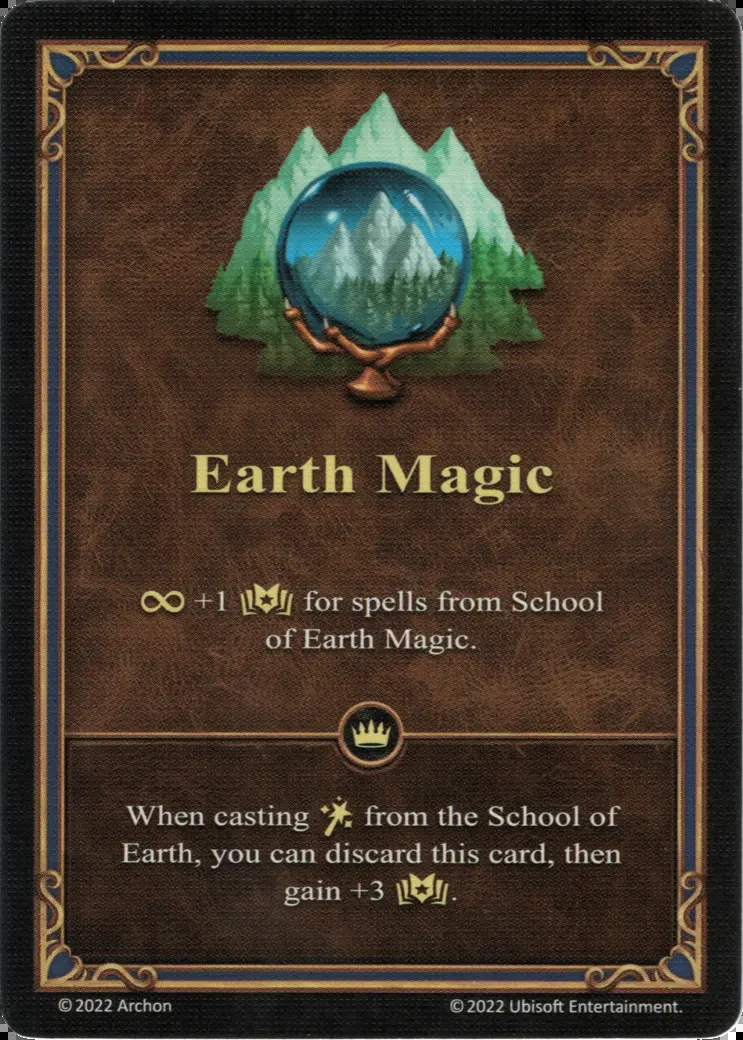 Earth Magic
∞ +1 for spells from School
of Earth Magic.
When casting from the School of
Earth, you can discard this card, then
gain +3 .
© 2022 Archon
© 2022 Ubisoft Entertainment.